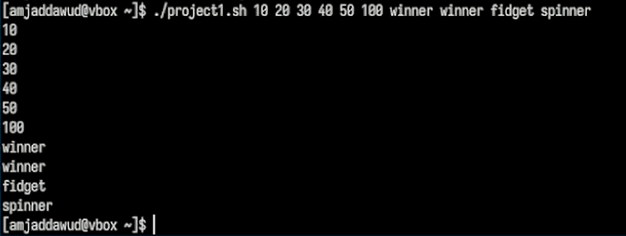 [amjaddawud@vbox ~]$ ./project1.sh 10 20 30 40 50 100 winner winner fidget spinner
10
20
30
40
50
100
winner
winner
fidget
spinner
[amjaddawud@vbox ~]$